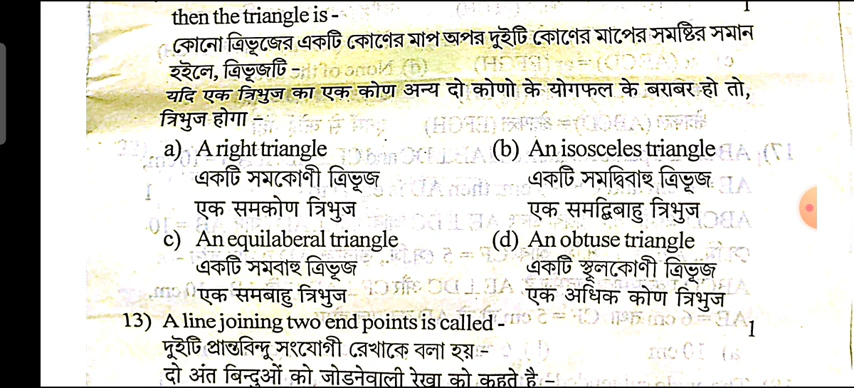 then the triangle is -
1
কোনো ত্রিভূজের একটি কোণের মাপ অপর দুইটি কোণের মাপের সমষ্টির সমান
হইলে, ত্রিভূজটি -
यदि एक त्रिभुज का एक कोण अन्य दो कोणो के योगफल के बराबर हो तो,
त्रिभुज होगा -
a) A right triangle (b) An isosceles triangle
একটি সমকোণী ত্রিভূজ একটি সমদ্বিবাহু ত্রিভূজ
एक समकोण त्रिभुज एक समद्विबाहु त्रिभुज
c) An equilaberal triangle (d) An obtuse triangle
একটি সমবাহু ত্রিভূজ একটি স্থূলকোণী ত্রিভূজ
एक समबाहु त्रिभुज एक अधिक कोण त्रिभुज
13) A line joining two end points is called - 1
দূইটি প্রান্তবিন্দু সংযোগী রেখাকে বলা হয় :-
दो अंत बिन्दुओं को जोडनेवाली रेखा को कहते है -